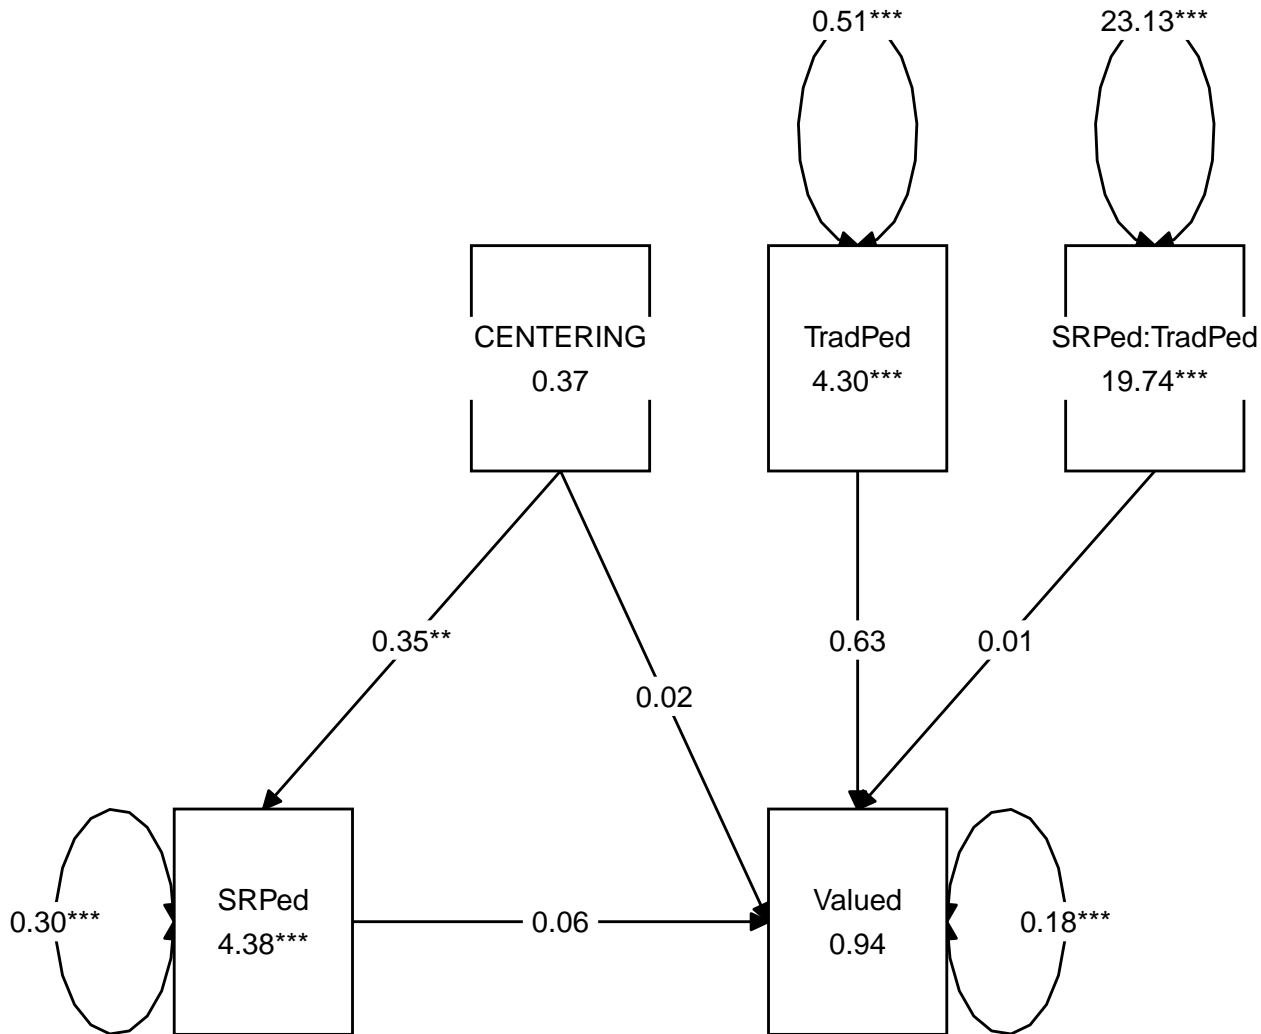 0.51***
23.13***
CENTERING
0.37
TradPed
4.30***
SRPed:TradPed
19.74***
0.35**
0.02
0.63
0.01
0.30***
SRPed
4.38***
0.06
Valued
0.94
0.18***